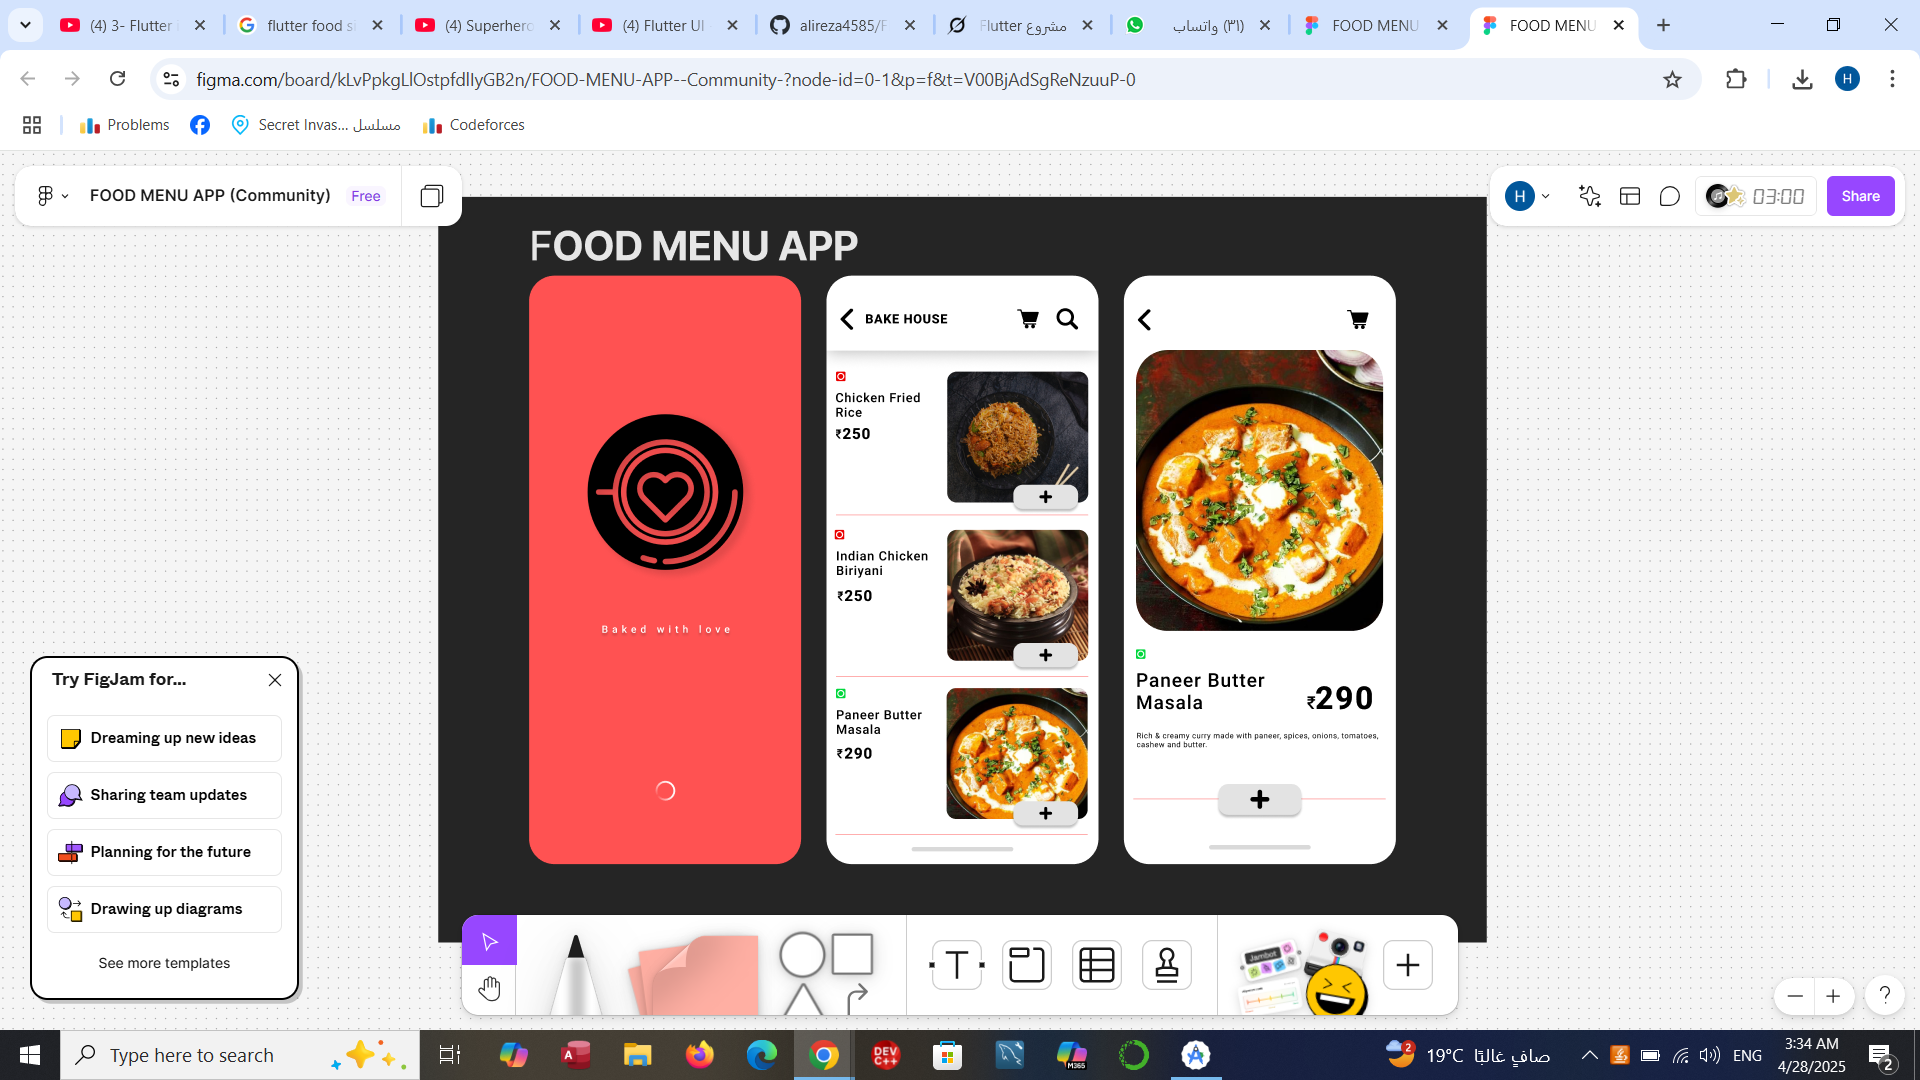 (4) 3- Flutter
flutter food si
(4) Superhero
(4) Flutter UI
alireza4585/F
مشروع Flutter
(٣١) واتساب
FOOD MENU
FOOD MENU
figma.com/board/kLvPpkgLlOstpfdlIyGB2n/FOOD-MENU-APP--Community-?node-id=0-1&p=f&t=V00BjAdSgReNzuuP-0
H
Problems
Secret Invas... مسلسل
Codeforces
FOOD MENU APP (Community)
Free
H
03:00
Share
FOOD MENU APP
Baked with love
BAKE HOUSE
Chicken Fried
Rice
₹250
Indian Chicken
Biriyani
₹250
Paneer Butter
Masala
₹290
Paneer Butter
Masala
₹290
Rich & creamy curry made with paneer, spices, onions, tomatoes,
cashew and butter.
Try FigJam for...
Dreaming up new ideas
Sharing team updates
Planning for the future
Drawing up diagrams
See more templates
Jambot
T
?
Type here to search
A
DEV
C++
M365
2
19°C
صافٍ غالبًا
ENG
3:34 AM
4/28/2025
2